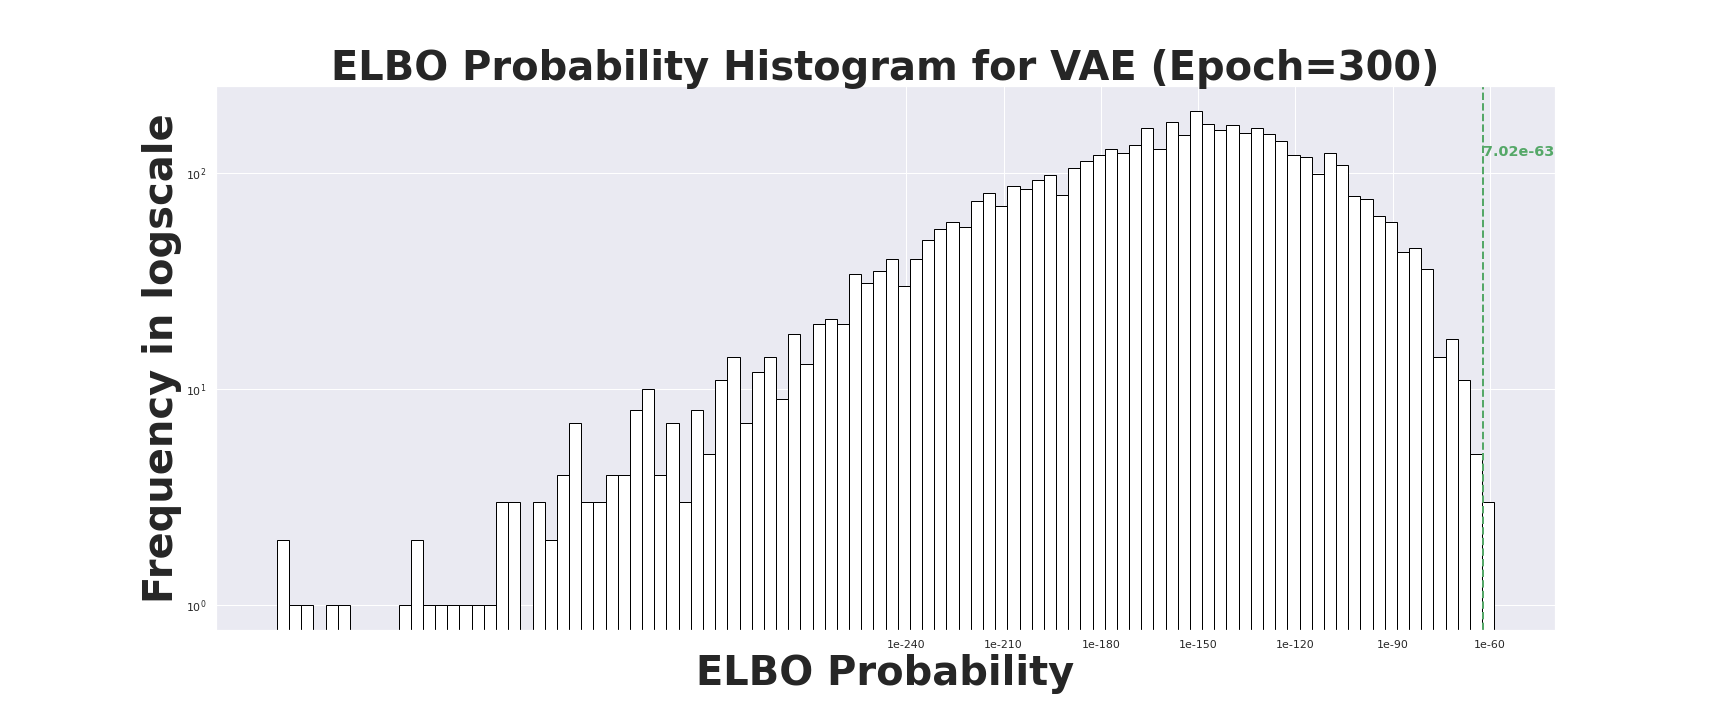 ELBO Probability Histogram for VAE (Epoch=300)
Frequency in logscale
10²
10¹
10⁰
7.02e-63
1e-240 1e-210 1e-180 1e-150 1e-120 1e-90 1e-60
ELBO Probability